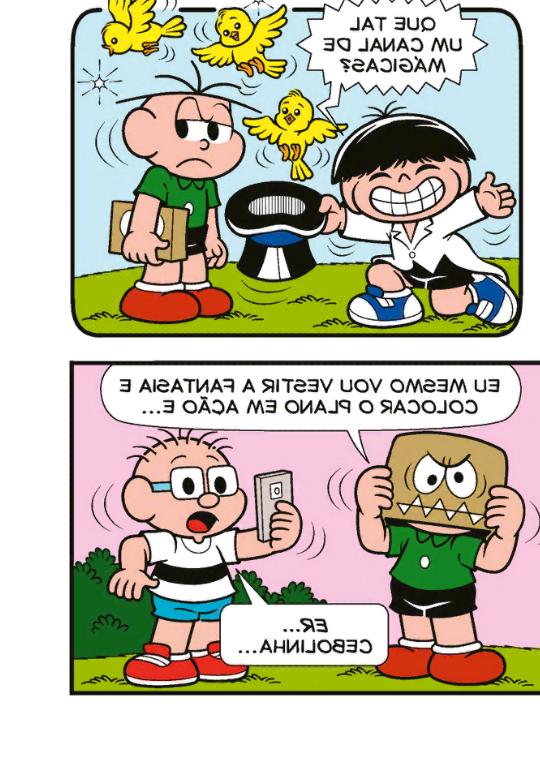 QUE TAL
UM CANAL DE
MÁGICAS?
EU MESMO VOU VESTIR A FANTASIA E
COLOCAR O PLANO EM AÇÃO E...
ER...
CEBOLINHA...